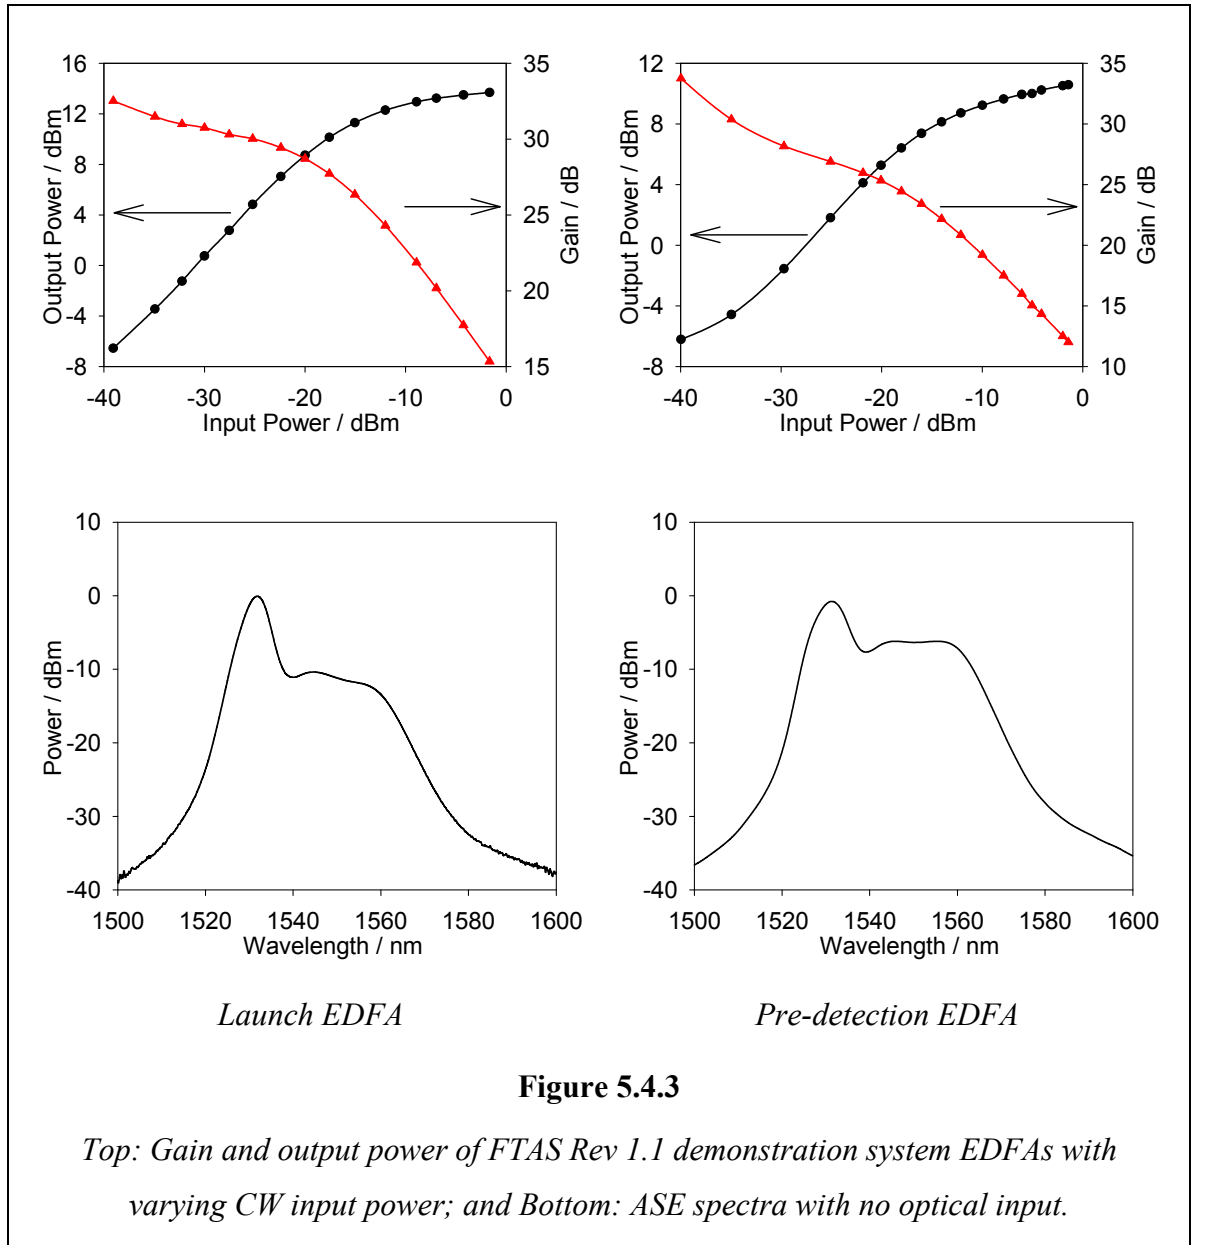 16
12
8
4
0
-4
-8
Output Power / dBm
35
30
25
20
15
Gain / dB
-40 -30 -20 -10 0
Input Power / dBm
12
8
4
0
-4
-8
Output Power / dBm
35
30
25
20
15
10
Gain / dB
-40 -30 -20 -10 0
Input Power / dBm
10
0
-10
-20
-30
-40
Power / dBm
1500 1520 1540 1560 1580 1600
Wavelength / nm
10
0
-10
-20
-30
-40
Power / dBm
1500 1520 1540 1560 1580 1600
Wavelength / nm
Launch EDFA
Pre-detection EDFA
Figure 5.4.3
Top: Gain and output power of FTAS Rev 1.1 demonstration system EDFAs with
varying CW input power; and Bottom: ASE spectra with no optical input.